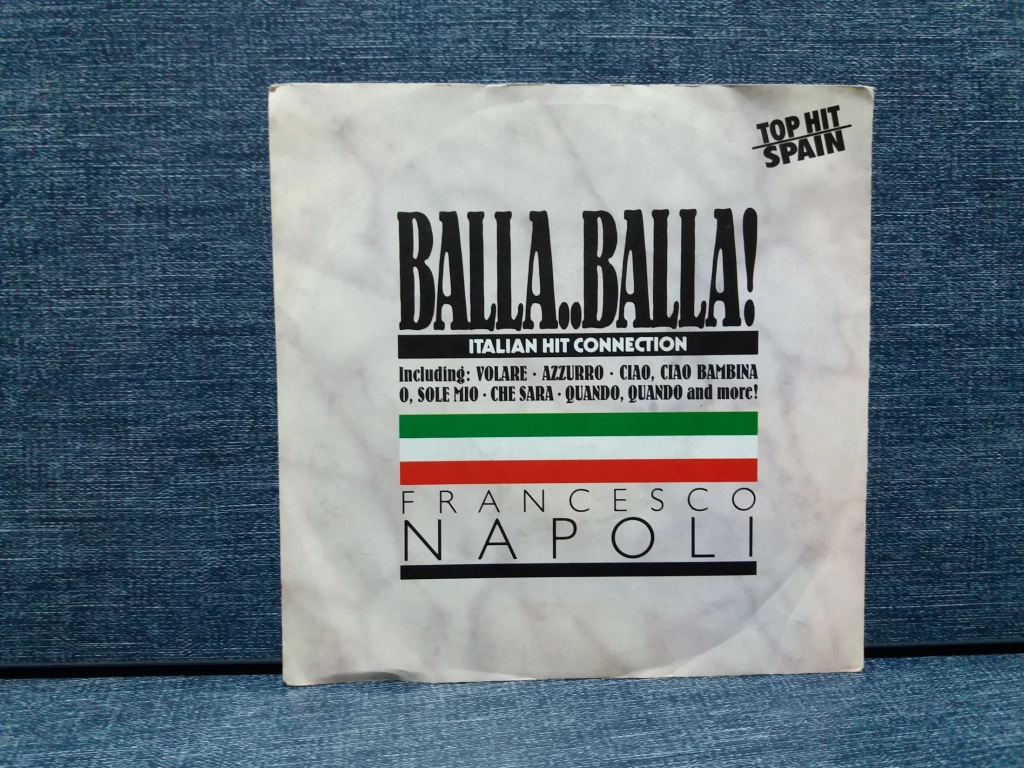 TOP HIT
SPAIN
BALLA..BALLA!
ITALIAN HIT CONNECTION
Including: VOLARE · AZZURRO · CIAO, CIAO BAMBINA
O, SOLE MIO · CHE SARA · QUANDO, QUANDO and more!
FRANCESCO
NAPOLI